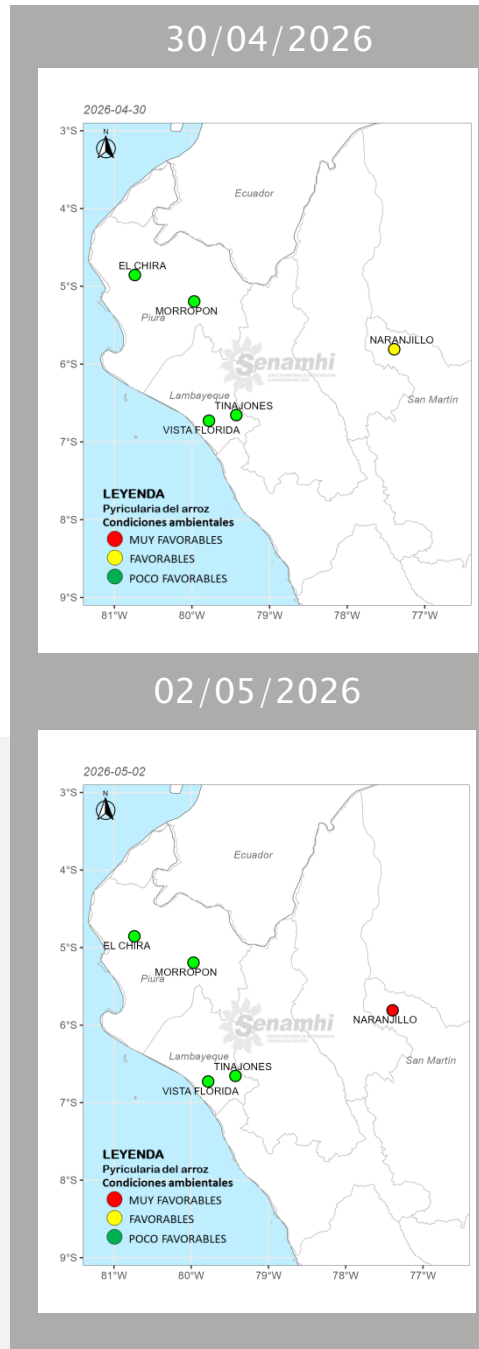 30/04/2026
2026-04-30
N
3°S
4°S
Ecuador
EL CHIRA
5°S
MORROPON
Piura
NARANJILLO
6°S
Senamhi
Lambayeque
TINAJONES
San Martín
VISTA FLORIDA
7°S
LEYENDA
Pyricularia del arroz
Condiciones ambientales
MUY FAVORABLES
8°S
FAVORABLES
POCO FAVORABLES
9°S
81°W 80°W 79°W 78°W 77°W
02/05/2026
2026-05-02
N
3°S
4°S
Ecuador
EL CHIRA
5°S
MORROPON
Piura
NARANJILLO
6°S
Senamhi
Lambayeque
San Martín
TINAJONES
VISTA FLORIDA
7°S
8°S
LEYENDA
Pyricularia del arroz
Condiciones ambientales
MUY FAVORABLES
FAVORABLES
POCO FAVORABLES
9°S
81°W 80°W 79°W 78°W 77°W